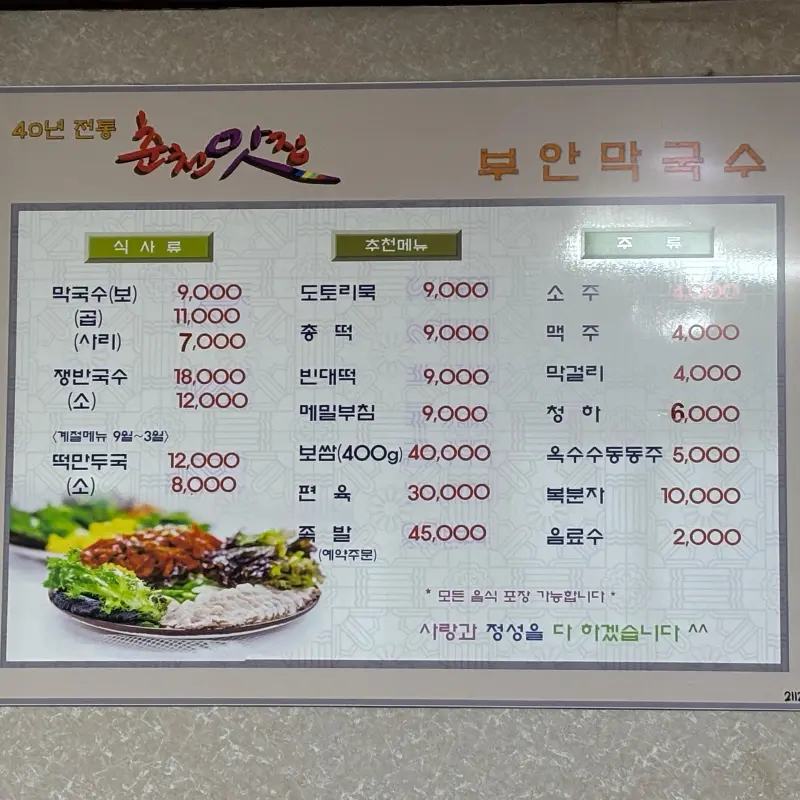 40년 전통 춘천맛집
부안막국수
식사류
막국수(보) 9,000
(곱) 11,000
(사리) 7,000
쟁반국수 18,000
(소) 12,000
<계절메뉴 9월~3월>
떡만두국 12,000
(소) 8,000
추천메뉴
도토리묵 9,000
총 떡 9,000
빈대떡 9,000
메밀부침 9,000
보쌈(400g) 40,000
편 육 30,000
족 발 45,000
(예약주문)
주 류
소 주 4,000
맥 주 4,000
막걸리 4,000
청 하 6,000
옥수수동동주 5,000
복분자 10,000
음료수 2,000
* 모든 음식 포장 가능합니다 *
사랑과 정성을 다 하겠습니다 ^^